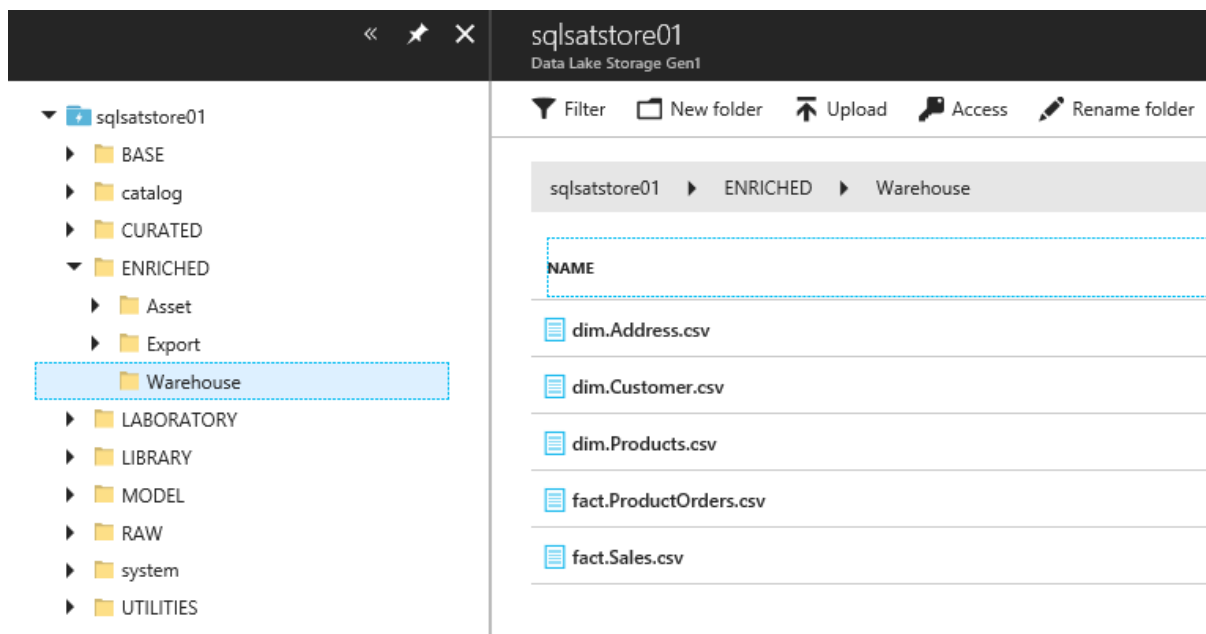 «
sqlsatstore01
BASE
catalog
CURATED
ENRICHED
Asset
Export
Warehouse
LABORATORY
LIBRARY
MODEL
RAW
system
UTILITIES
sqlsatstore01
Data Lake Storage Gen1
Filter New folder Upload Access Rename folder
sqlsatstore01 ENRICHED Warehouse
NAME
dim.Address.csv
dim.Customer.csv
dim.Products.csv
fact.ProductOrders.csv
fact.Sales.csv